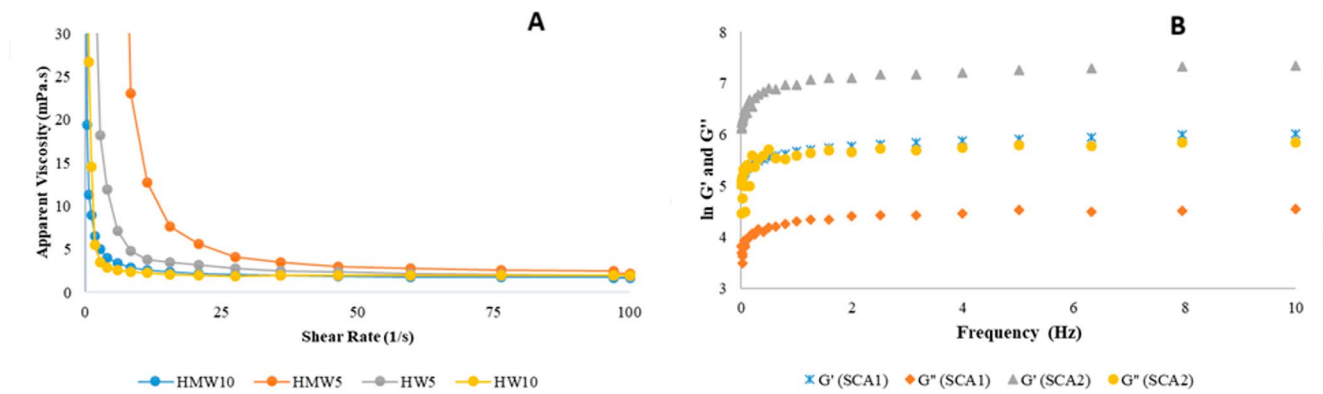 A
30
25
20
15
10
5
0
Apparent Viscosity (mPa.s)
0 25 50 75 100
Shear Rate (1/s)
HMW10 HMW5 HW5 HW10
B
8
7
6
5
4
3
ln G' and G"
0 2 4 6 8 10
Frequency (Hz)
G' (SCA1) G" (SCA1) G' (SCA2) G" (SCA2)